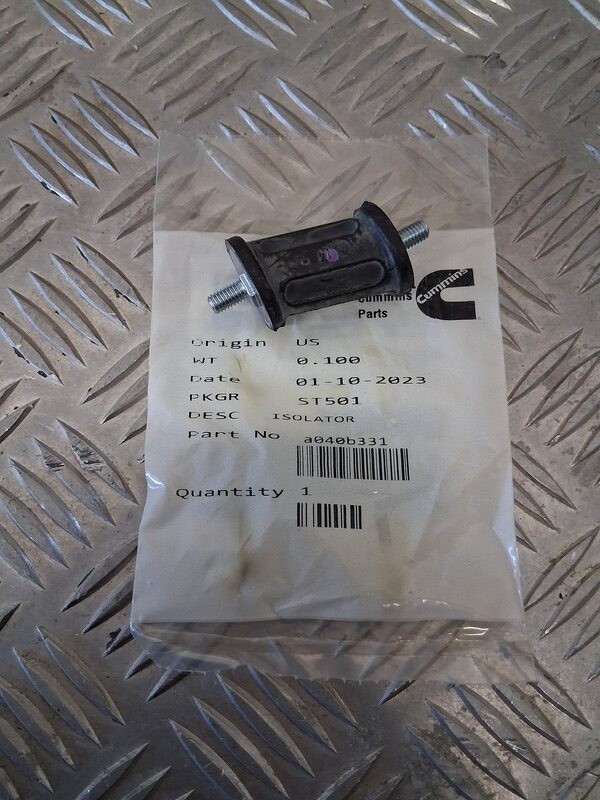 Cummins
Cummins
Parts
Origin US
WT 0.100
Date 01-10-2023
PKGR ST501
DESC ISOLATOR
Part No a040b331
Quantity 1